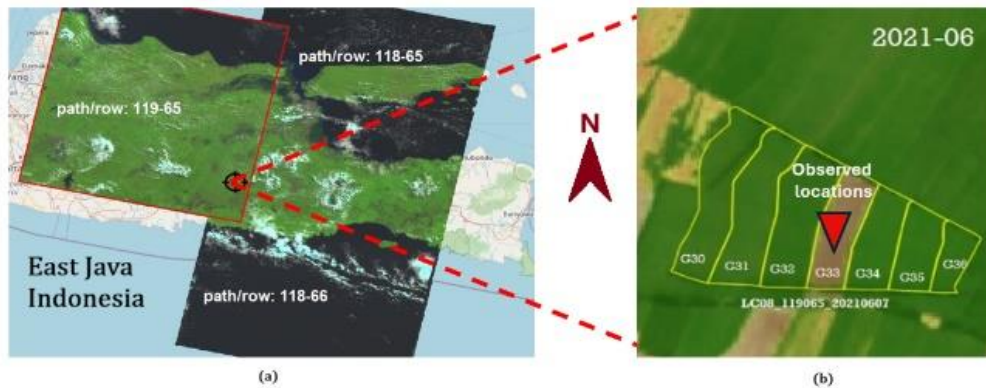 path/row: 118-65
path/row: 119-65
East Java
Indonesia
path/row: 118-66
(a)
N
2021-06
Observed
locations
G30
G31
G32
G33
G34
G35
G36
LC08_119065_20210607
(b)